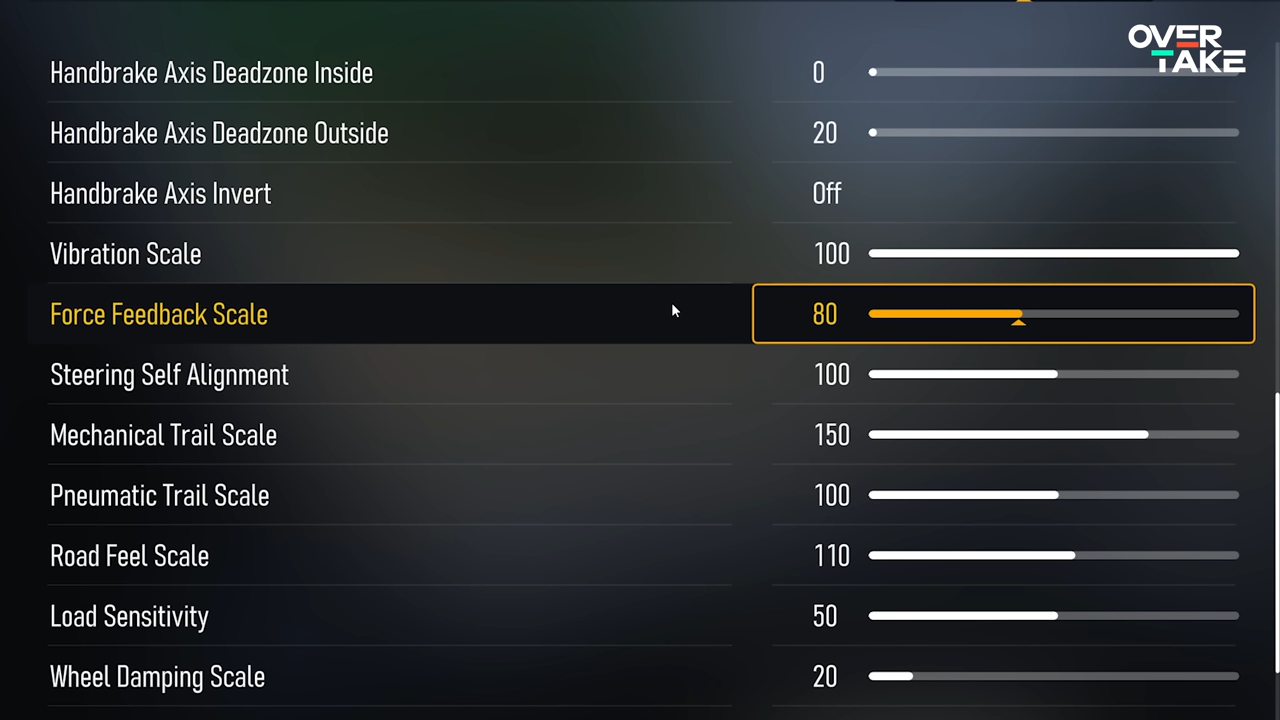 OVER
TAKE
Handbrake Axis Deadzone Inside 0
Handbrake Axis Deadzone Outside 20
Handbrake Axis Invert Off
Vibration Scale 100
Force Feedback Scale 80
Steering Self Alignment 100
Mechanical Trail Scale 150
Pneumatic Trail Scale 100
Road Feel Scale 110
Load Sensitivity 50
Wheel Damping Scale 20